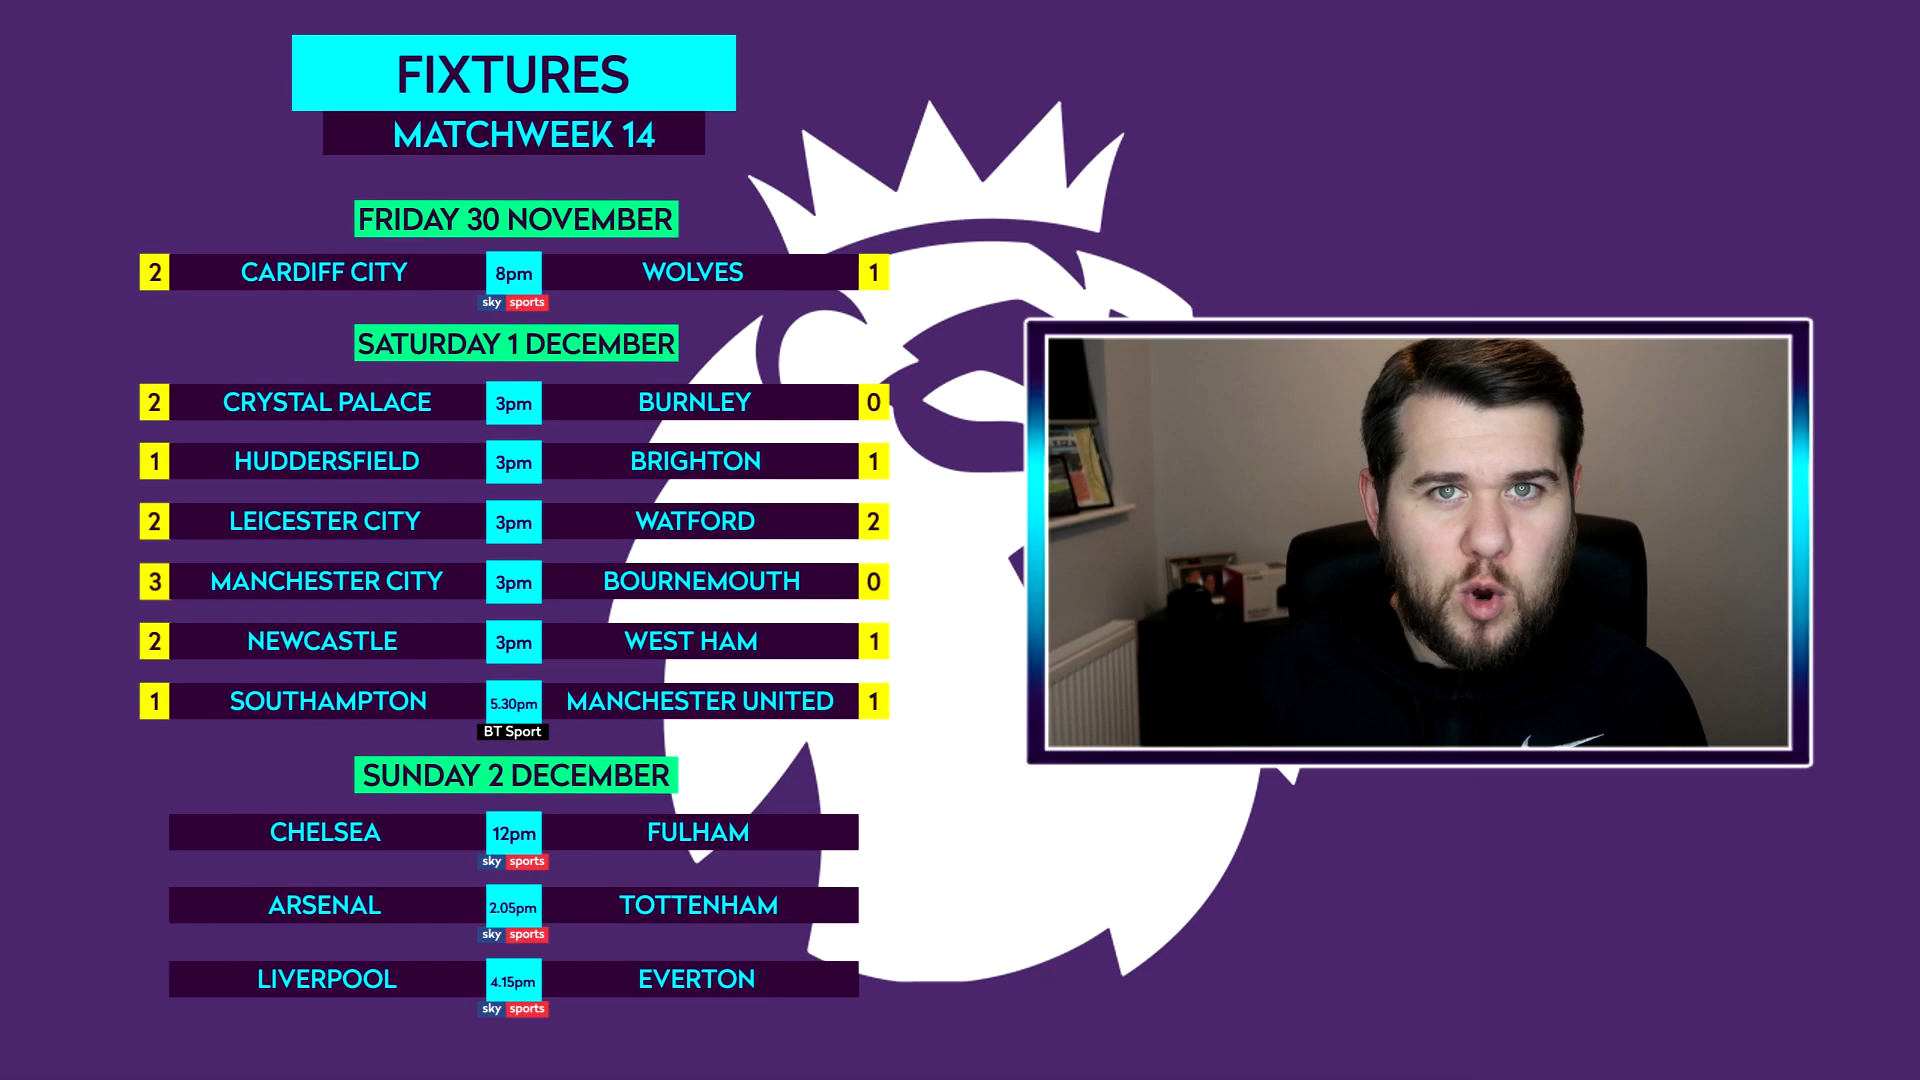 FIXTURES
MATCHWEEK 14
FRIDAY 30 NOVEMBER
2 CARDIFF CITY 8pm WOLVES 1
sky sports
SATURDAY 1 DECEMBER
2 CRYSTAL PALACE 3pm BURNLEY 0
1 HUDDERSFIELD 3pm BRIGHTON 1
2 LEICESTER CITY 3pm WATFORD 2
3 MANCHESTER CITY 3pm BOURNEMOUTH 0
2 NEWCASTLE 3pm WEST HAM 1
1 SOUTHAMPTON 5.30pm MANCHESTER UNITED 1
BT Sport
SUNDAY 2 DECEMBER
CHELSEA 12pm FULHAM
sky sports
ARSENAL 2.05pm TOTTENHAM
sky sports
LIVERPOOL 4.15pm EVERTON
sky sports